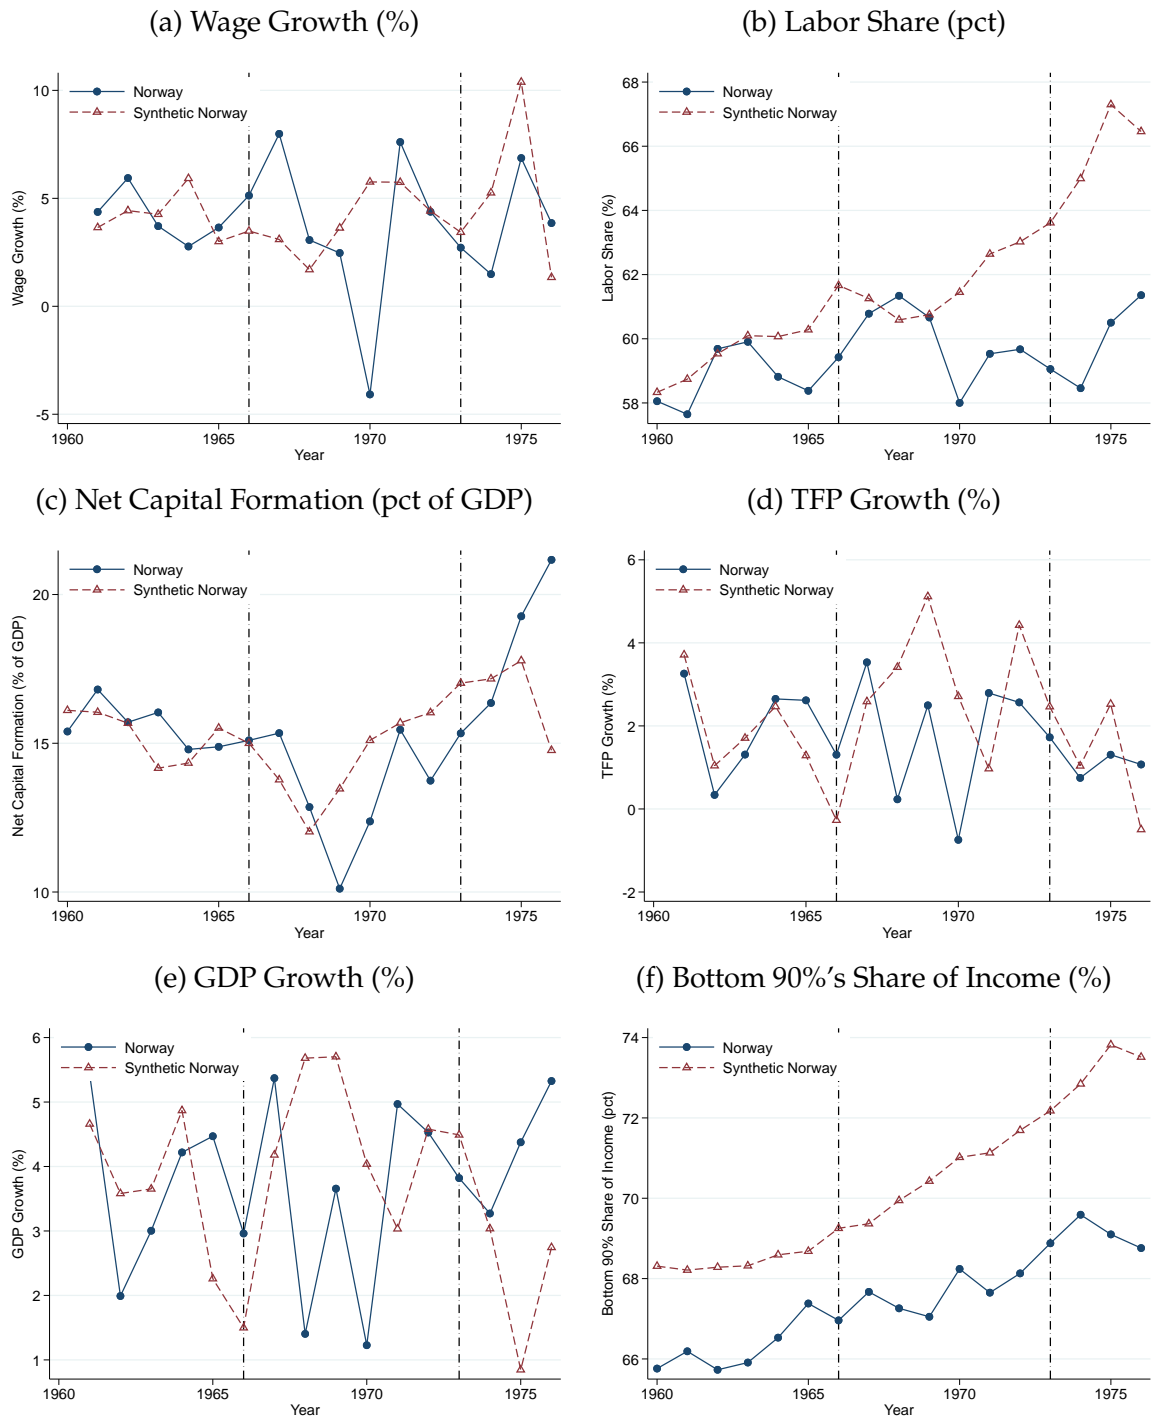 (a) Wage Growth (%)
Norway
Synthetic Norway
10
5
0
-5
Wage Growth (%)
1960 1965 1970 1975
Year
(b) Labor Share (pct)
Norway
Synthetic Norway
68
66
64
62
60
58
Labor Share (%)
1960 1965 1970 1975
Year
(c) Net Capital Formation (pct of GDP)
Norway
Synthetic Norway
20
15
10
Net Capital Formation (% of GDP)
1960 1965 1970 1975
Year
(d) TFP Growth (%)
Norway
Synthetic Norway
6
4
2
0
-2
TFP Growth (%)
1960 1965 1970 1975
Year
(e) GDP Growth (%)
Norway
Synthetic Norway
6
5
4
3
2
1
GDP Growth (%)
1960 1965 1970 1975
Year
(f) Bottom 90%'s Share of Income (%)
Norway
Synthetic Norway
74
72
70
68
66
Bottom 90% Share of Income (pct)
1960 1965 1970 1975
Year